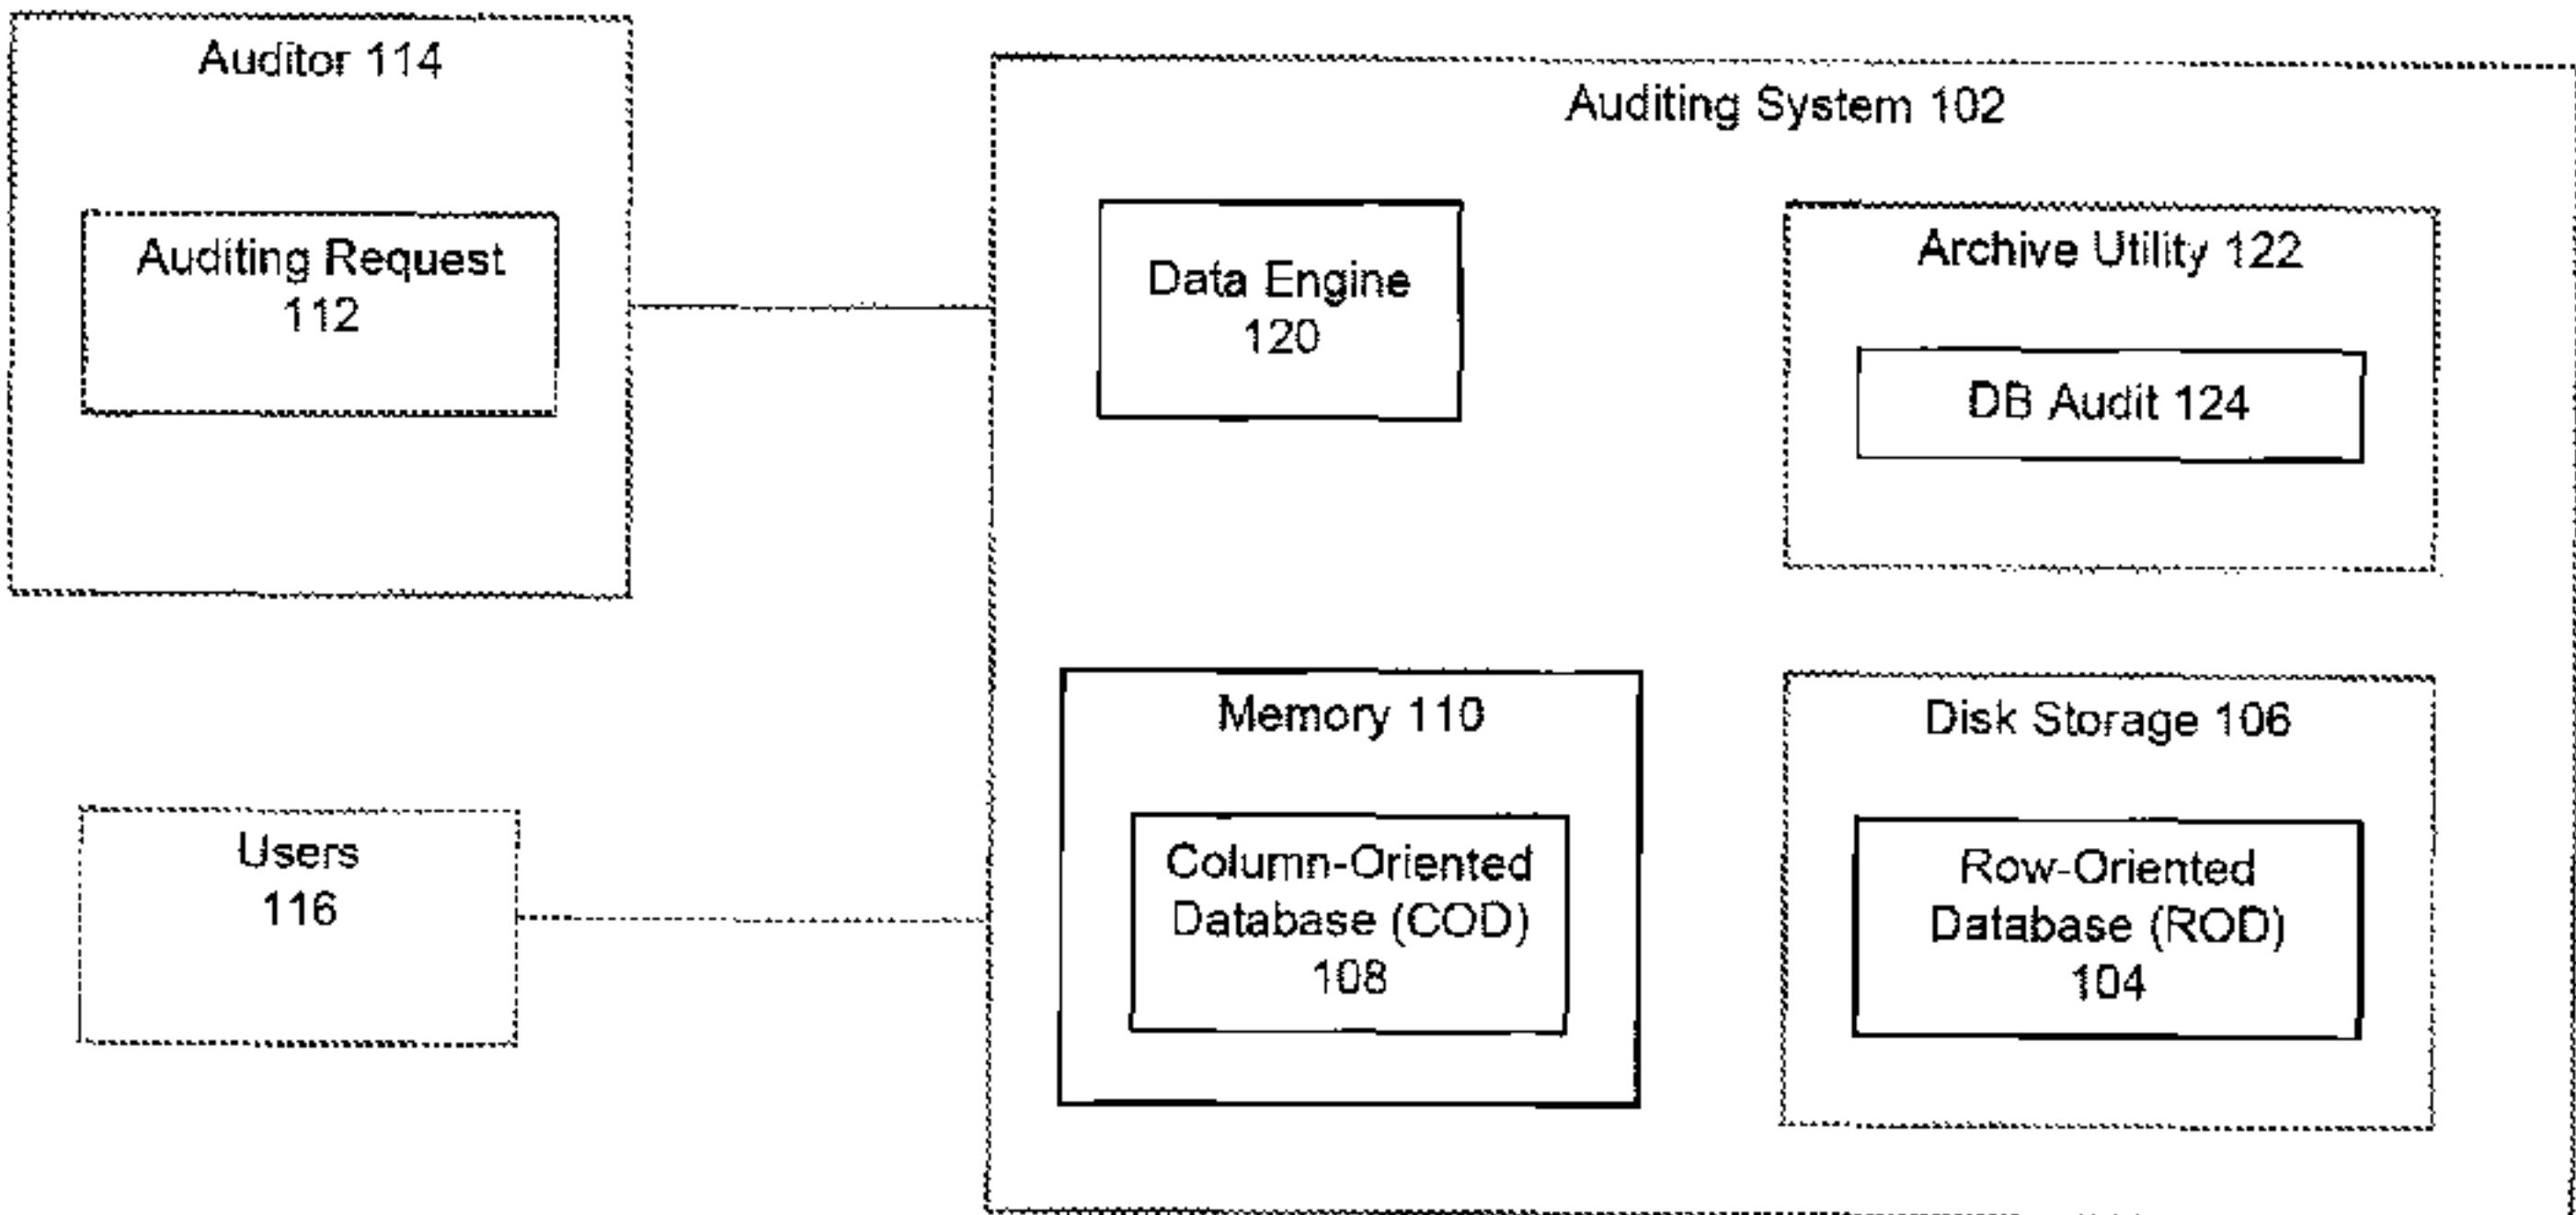 Auditor 114
Auditing Request
112
Users
116
Auditing System 102
Data Engine
120
Archive Utility 122
DB Audit 124
Memory 110
Column-Oriented
Database (COD)
108
Disk Storage 106
Row-Oriented
Database (ROD)
104